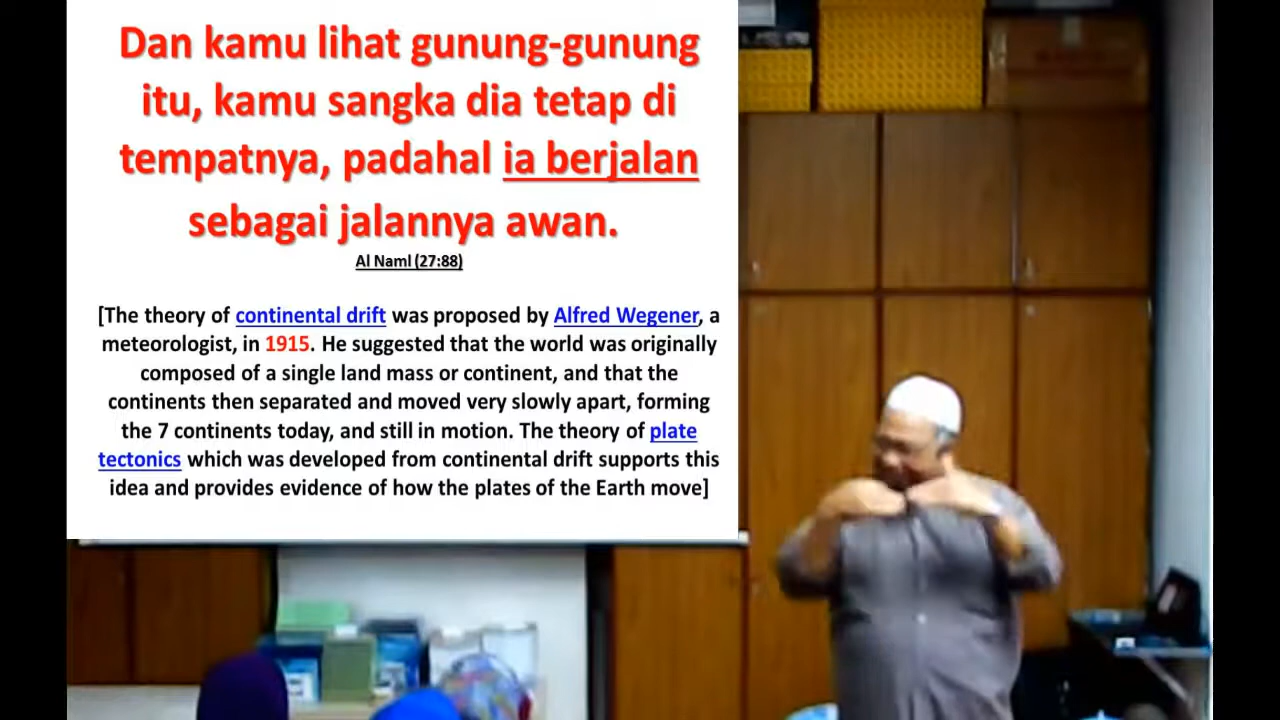 Dan kamu lihat gunung-gunung
itu, kamu sangka dia tetap di
tempatnya, padahal ia berjalan
sebagai jalannya awan.
Al Naml (27:88)
[The theory of continental drift was proposed by Alfred Wegener, a
meteorologist, in 1915. He suggested that the world was originally
composed of a single land mass or continent, and that the
continents then separated and moved very slowly apart, forming
the 7 continents today, and still in motion. The theory of plate
tectonics which was developed from continental drift supports this
idea and provides evidence of how the plates of the Earth move]